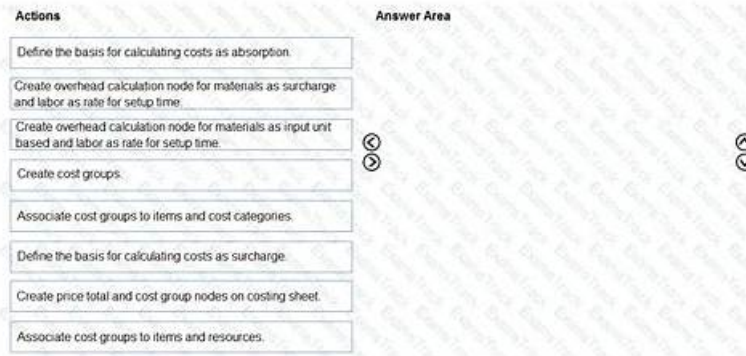 Actions
Answer Area
Define the basis for calculating costs as absorption.
Create overhead calculation node for materials as surcharge
and labor as rate for setup time.
Create overhead calculation node for materials as input unit
based and labor as rate for setup time.
Create cost groups.
Associate cost groups to items and cost categories.
Define the basis for calculating costs as surcharge.
Create price total and cost group nodes on costing sheet.
Associate cost groups to items and resources.